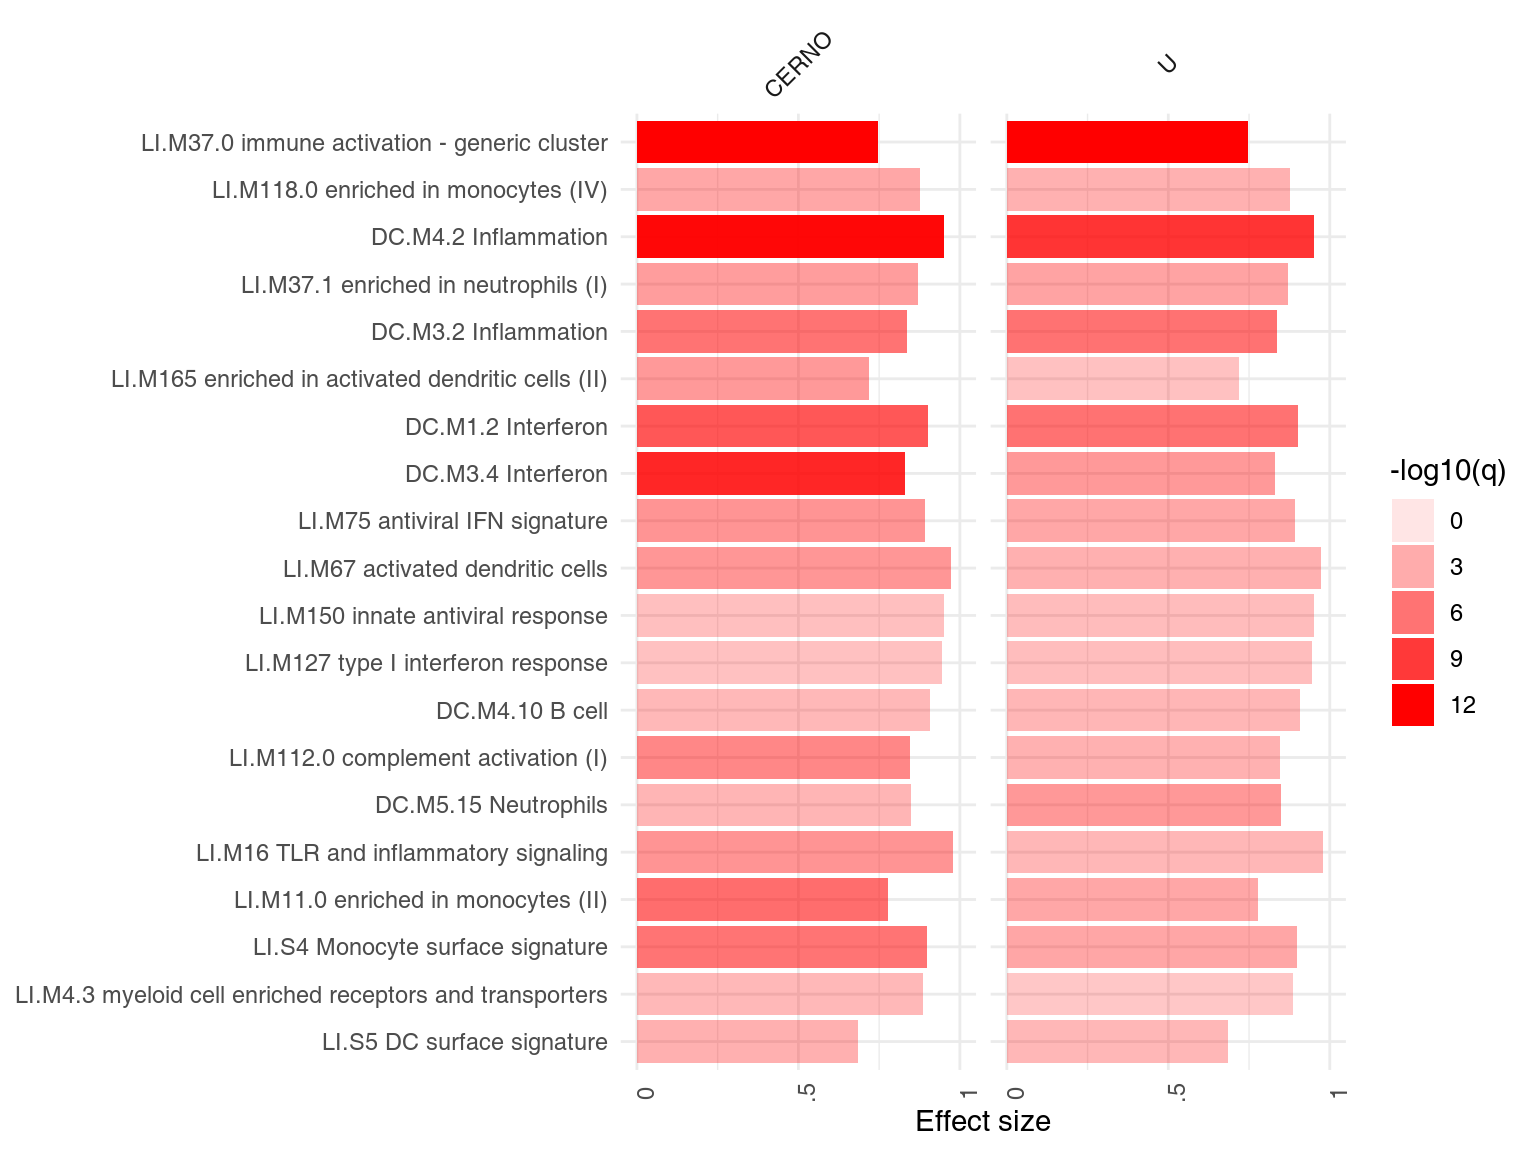 CERNO
U
LI.M37.0 immune activation - generic cluster
LI.M118.0 enriched in monocytes (IV)
DC.M4.2 Inflammation
LI.M37.1 enriched in neutrophils (I)
DC.M3.2 Inflammation
LI.M165 enriched in activated dendritic cells (II)
DC.M1.2 Interferon
DC.M3.4 Interferon
LI.M75 antiviral IFN signature
LI.M67 activated dendritic cells
LI.M150 innate antiviral response
LI.M127 type I interferon response
DC.M4.10 B cell
LI.M112.0 complement activation (I)
DC.M5.15 Neutrophils
LI.M16 TLR and inflammatory signaling
LI.M11.0 enriched in monocytes (II)
LI.S4 Monocyte surface signature
LI.M4.3 myeloid cell enriched receptors and transporters
LI.S5 DC surface signature
0 .5 1 0 .5 1
Effect size
-log10(q)
0
3
6
9
12